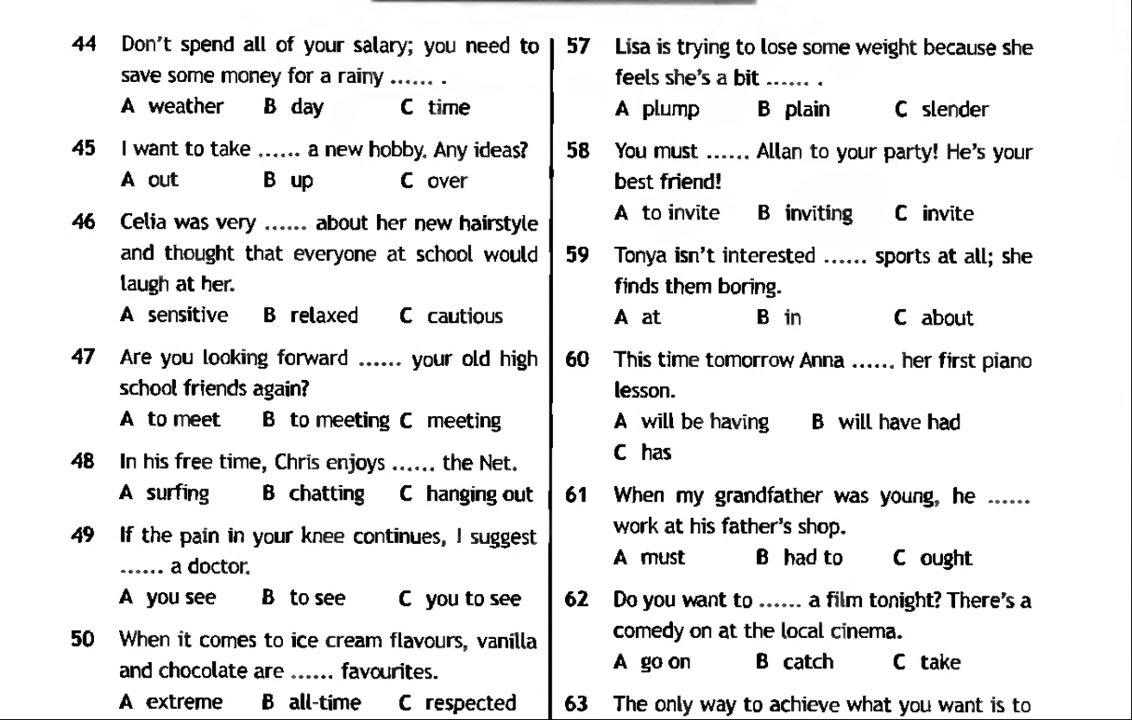 44 Don't spend all of your salary; you need to
save some money for a rainy ...... .
A weather B day C time
45 I want to take ...... a new hobby. Any ideas?
A out B up C over
46 Celia was very ...... about her new hairstyle
and thought that everyone at school would
laugh at her.
A sensitive B relaxed C cautious
47 Are you looking forward ...... your old high
school friends again?
A to meet B to meeting C meeting
48 In his free time, Chris enjoys ...... the Net.
A surfing B chatting C hanging out
49 If the pain in your knee continues, I suggest
...... a doctor.
A you see B to see C you to see
50 When it comes to ice cream flavours, vanilla
and chocolate are ...... favourites.
A extreme B all-time C respected
57 Lisa is trying to lose some weight because she
feels she's a bit ...... .
A plump B plain C slender
58 You must ...... Allan to your party! He's your
best friend!
A to invite B inviting C invite
59 Tonya isn't interested ...... sports at all; she
finds them boring.
A at B in C about
60 This time tomorrow Anna ...... her first piano
lesson.
A will be having B will have had
C has
61 When my grandfather was young, he ......
work at his father's shop.
A must B had to C ought
62 Do you want to ...... a film tonight? There's a
comedy on at the local cinema.
A go on B catch C take
63 The only way to achieve what you want is to